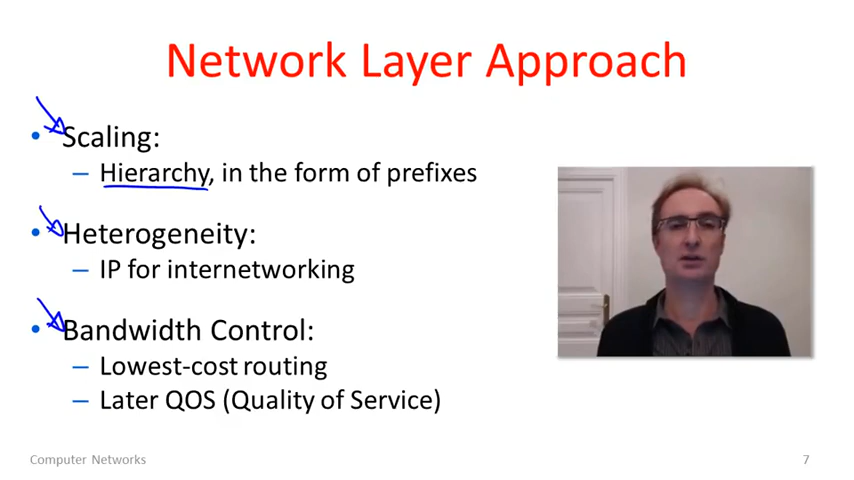 Network Layer Approach
• Scaling:
– Hierarchy, in the form of prefixes
• Heterogeneity:
– IP for internetworking
• Bandwidth Control:
– Lowest-cost routing
– Later QOS (Quality of Service)
Computer Networks
7